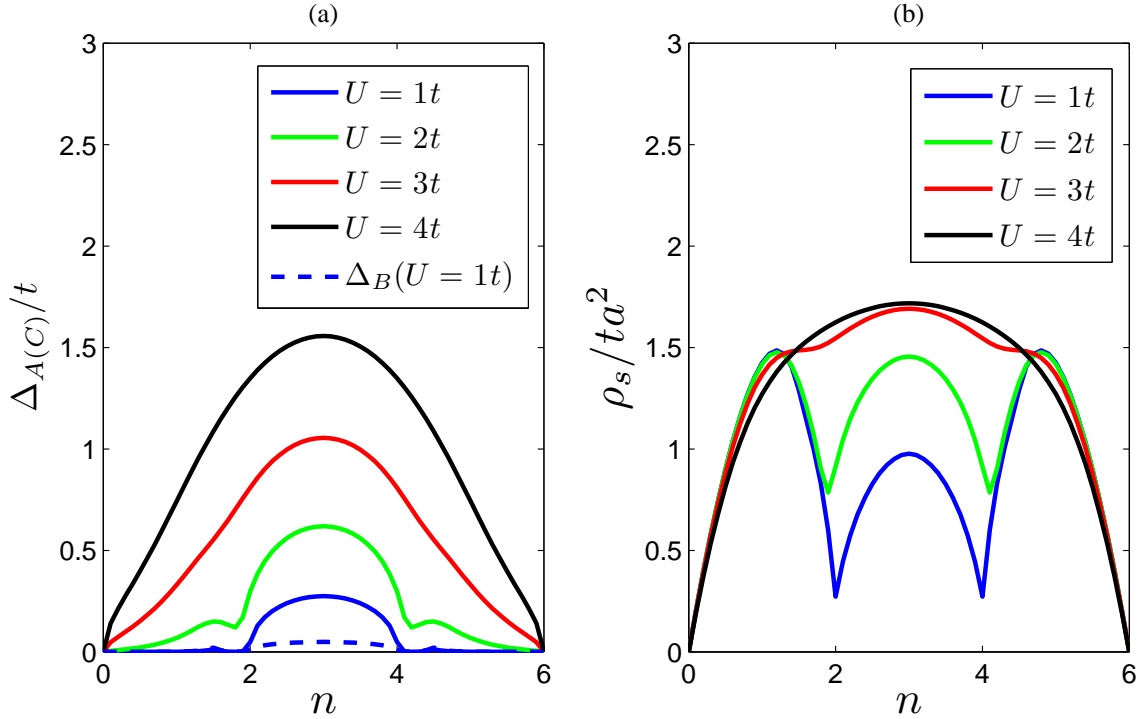 (a)
3
2.5
2
1.5
1
0.5
0
0 2 4 6
n
Δ_{A(C)}/t
U = 1t
U = 2t
U = 3t
U = 4t
Δ_B(U = 1t)
(b)
3
2.5
2
1.5
1
0.5
0
0 2 4 6
n
ρ_s/ta²
U = 1t
U = 2t
U = 3t
U = 4t